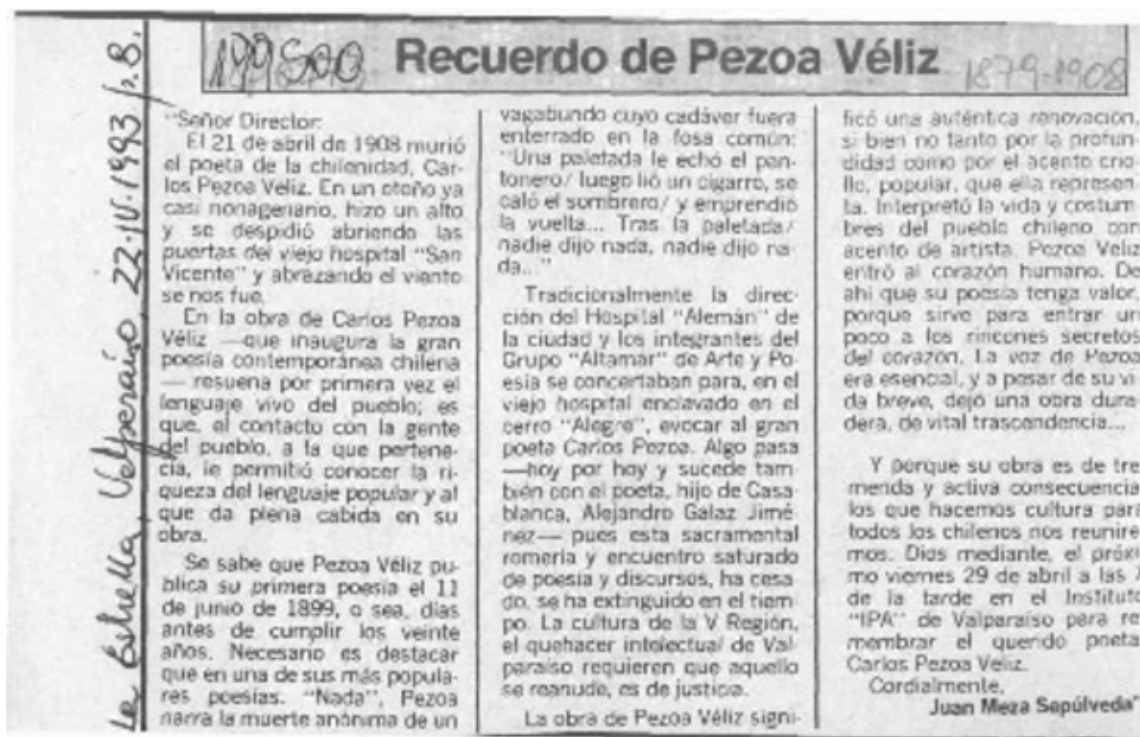 La Estrella, Valparaíso, 22-IV-1993 p.8.
199500
Recuerdo de Pezoa Véliz
1879-1908
"Señor Director:
El 21 de abril de 1908 murió
el poeta de la chilenidad, Car-
los Pezoa Veliz. En un otoño ya
casi nonagenario, hizo un alto
y se despidió abriendo las
puertas del viejo hospital "San
Vicente" y abrazando el viento
se nos fue.
En la obra de Carlos Pezoa
Véliz —que inaugura la gran
poesía contemporánea chilena
— resuena por primera vez el
lenguaje vivo del pueblo; es
que, el contacto con la gente
del pueblo, a la que pertene-
cía, le permitió conocer la ri-
queza del lenguaje popular y al
que da plena cabida en su
obra.
Se sabe que Pezoa Véliz pu-
blica su primera poesía el 11
de junio de 1899, o sea, días
antes de cumplir los veinte
años. Necesario es destacar
que en una de sus más popula-
res poesías. "Nada", Pezoa
narra la muerte anónima de un
vagabundo cuyo cadáver fuera
enterrado en la fosa común:
"Una paletada le echó el pan-
tonero/ luego lió un cigarro, se
caló el sombrero/ y emprendió
la vuelta... Tras la paletada/
nadie dijo nada, nadie dijo na-
da..."
Tradicionalmente la direc-
ción del Hospital "Alemán" de
la ciudad y los integrantes del
Grupo "Altamar" de Arte y Po-
esía se concertaban para, en el
viejo hospital enclavado en el
cerro "Alegre", evocar al gran
poeta Carlos Pezoa. Algo pasa
—hoy por hoy y sucede tam-
bién con el poeta, hijo de Casa-
blanca, Alejandro Galaz Jimé-
nez— pues esta sacramental
romería y encuentro saturado
de poesía y discursos, ha cesa-
do, se ha extinguido en el tiem-
po. La cultura de la V Región,
el quehacer intelectual de Val-
paraíso requieren que aquello
se reanude, es de justicia.
La obra de Pezoa Véliz signi-
ficó una auténtica renovación,
si bien no tanto por la profun-
didad como por el acento crio-
llo, popular, que ella represen-
ta. Interpretó la vida y costum-
bres del pueblo chileno con
acento de artista. Pezoa Veliz
entró al corazón humano. De
ahí que su poesía tenga valor,
porque sirve para entrar un
poco a los rincones secretos
del corazón. La voz de Pezoa
era esencial, y a pesar de su vi-
da breve, dejó una obra dura-
dera, de vital trascendencia...
Y porque su obra es de tre-
menda y activa consecuencia
los que hacemos cultura para
todos los chilenos nos reunire-
mos. Dios mediante, el próxi-
mo viernes 29 de abril a las 7
de la tarde en el Instituto
"IPA" de Valparaíso para re-
membrar el querido poeta
Carlos Pezoa Veliz.
Cordialmente,
Juan Meza Sepúlveda"